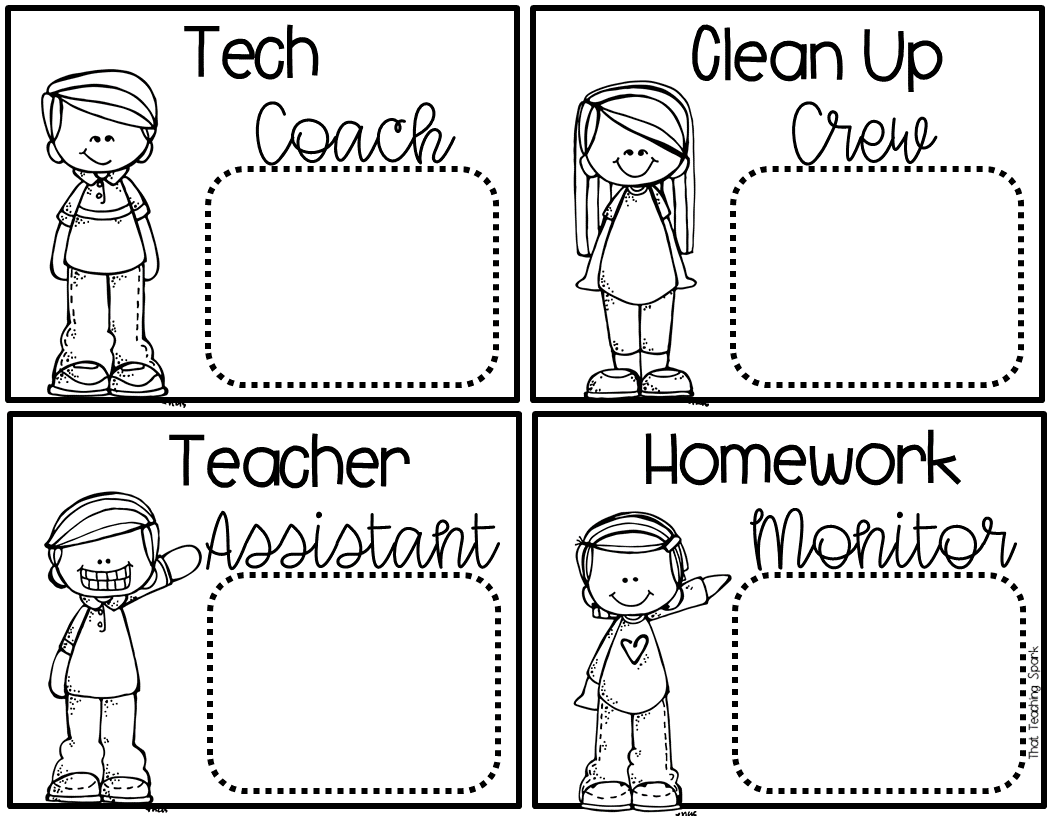 Tech
Coach
Clean Up
Crew
Teacher
Assistant
Homework
Monitor
That Teaching Spark